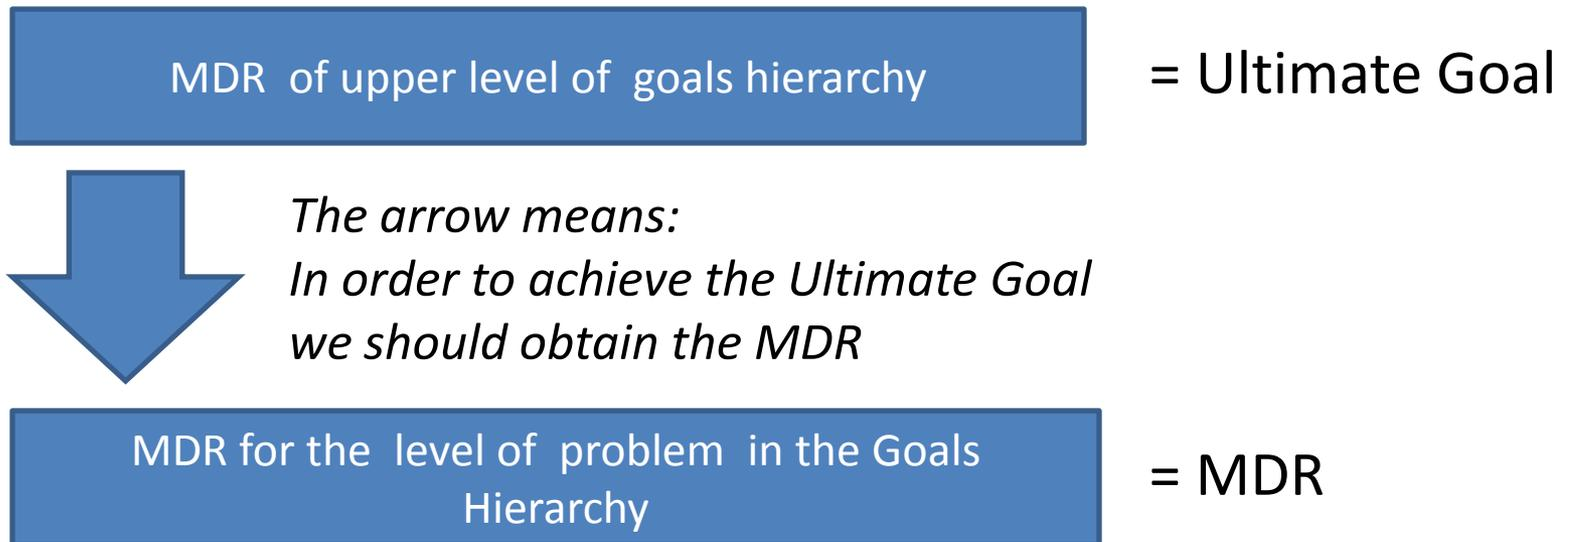 MDR of upper level of goals hierarchy
= Ultimate Goal
The arrow means:
In order to achieve the Ultimate Goal
we should obtain the MDR
MDR for the level of problem in the Goals
Hierarchy
= MDR